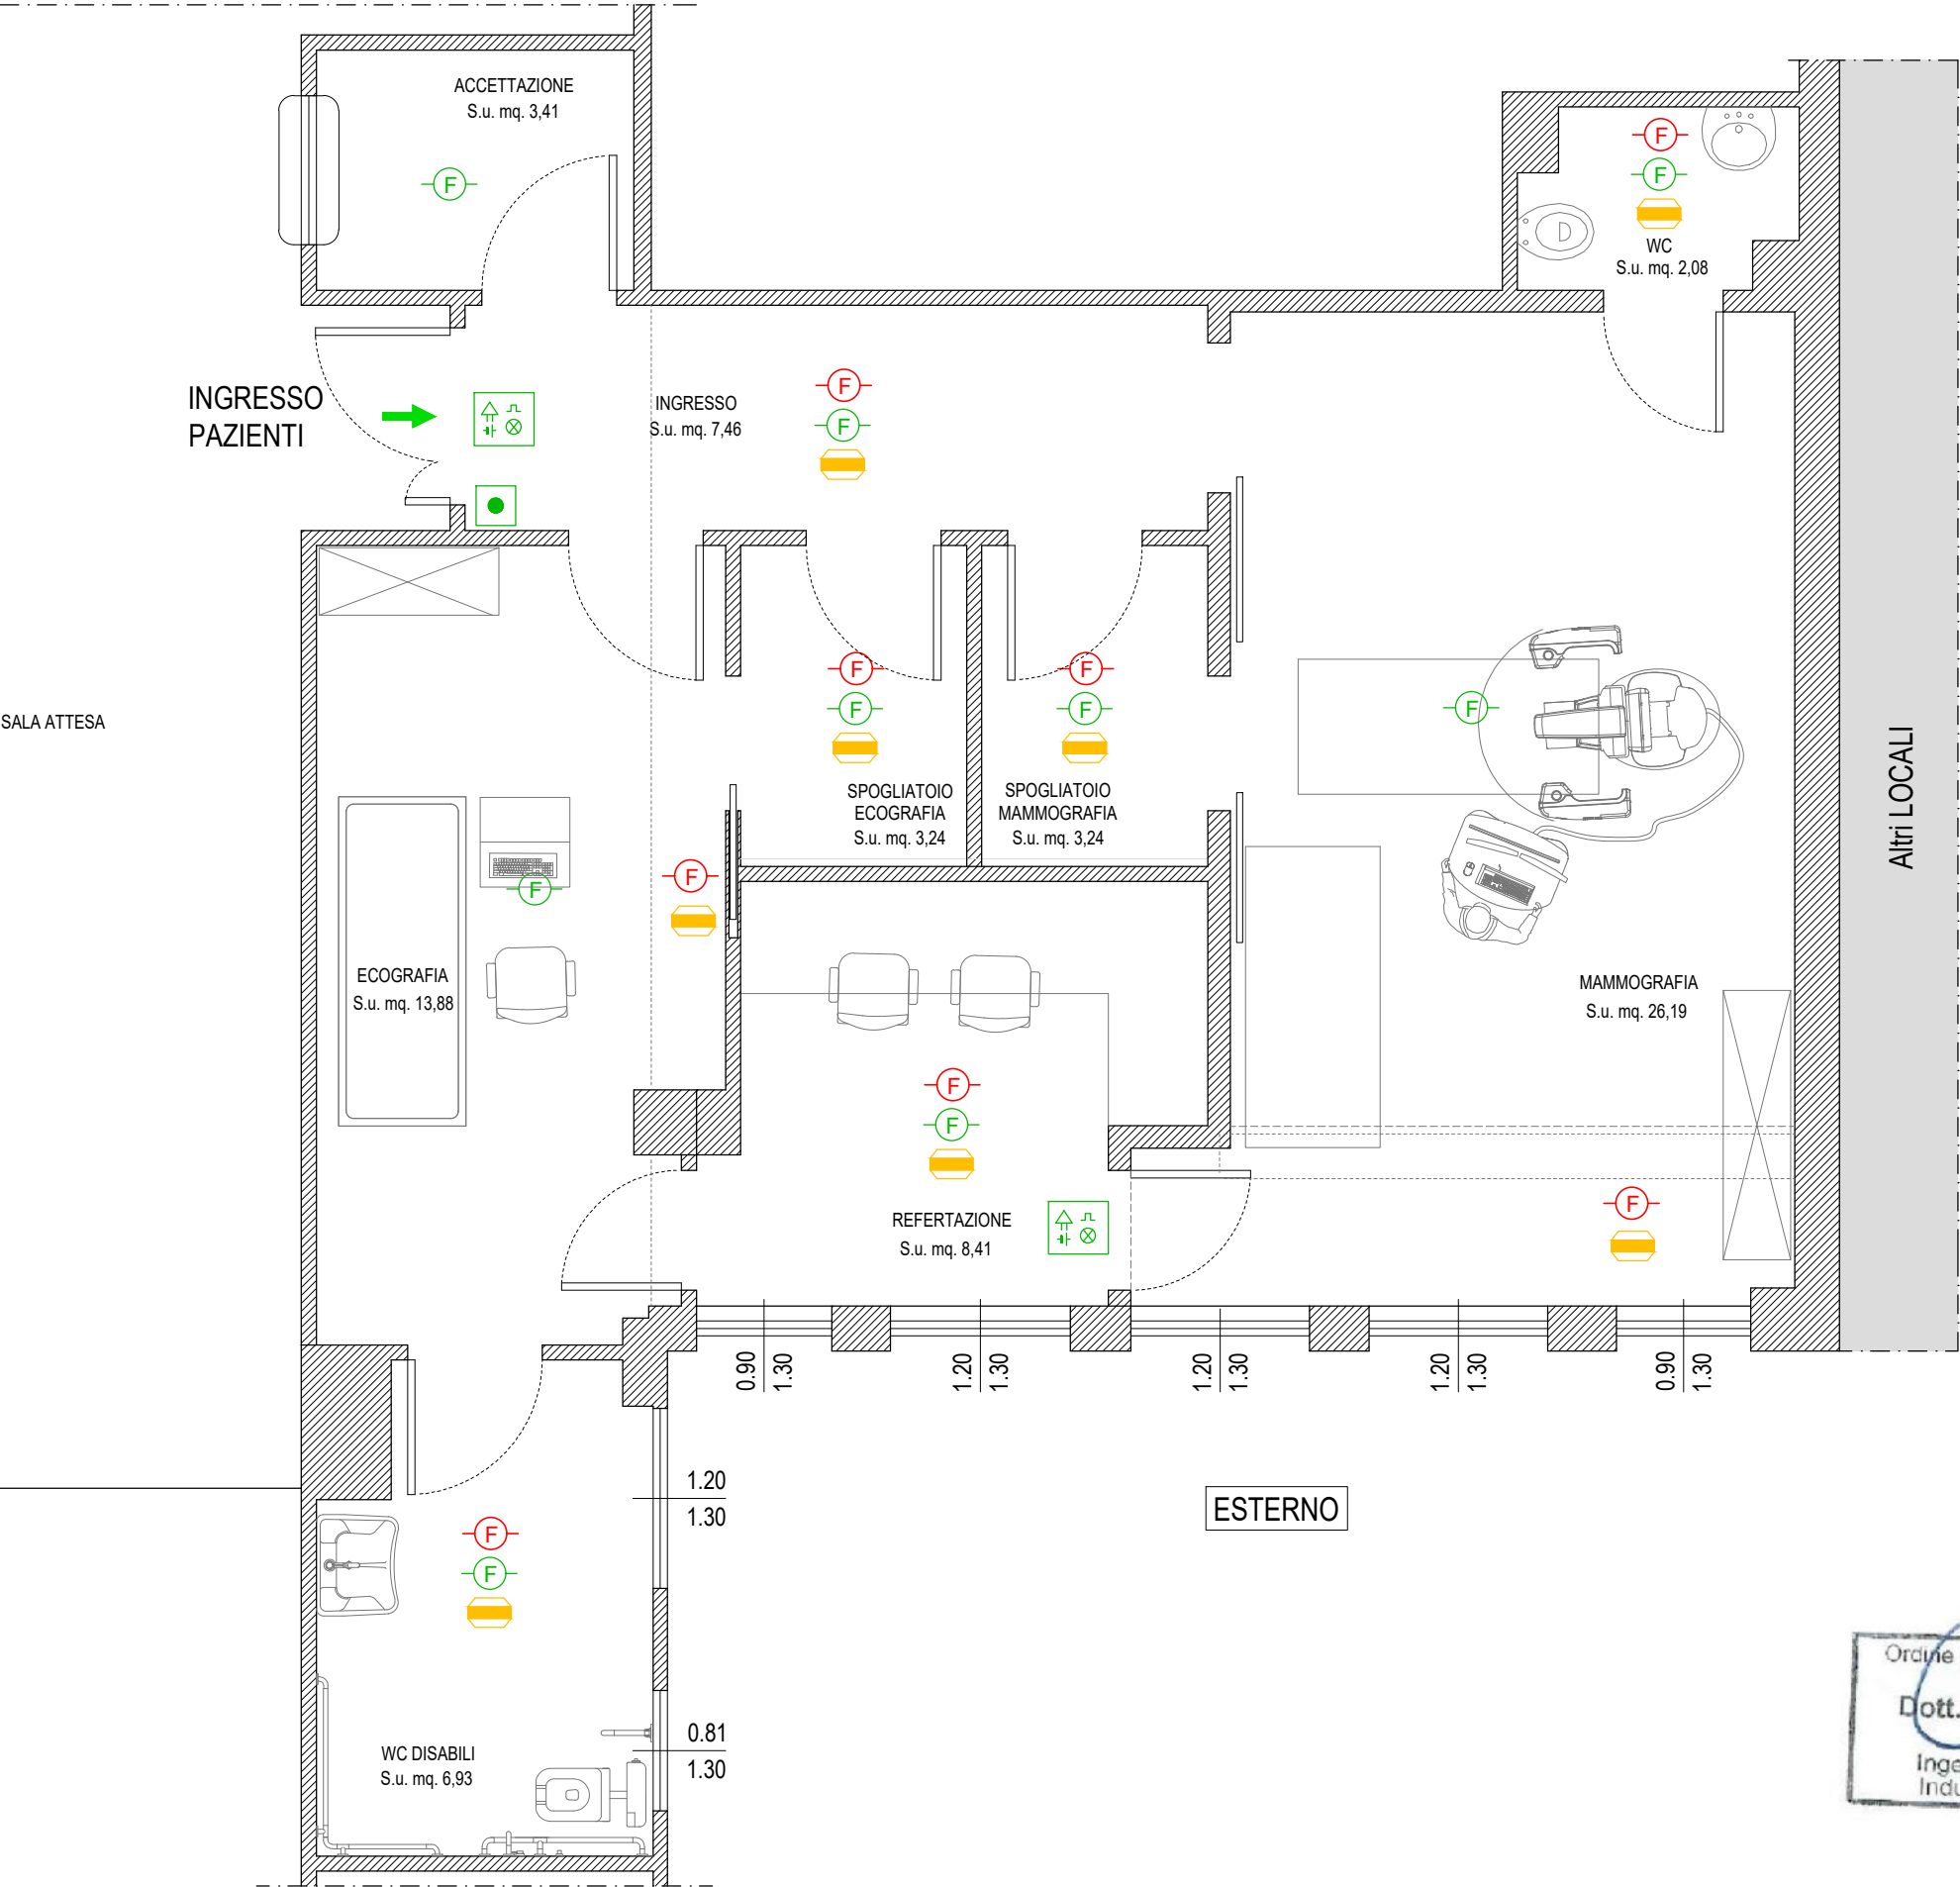 ACCETTAZIONE
S.u. mq. 3,41
F
F
F
WC
S.u. mq. 2,08
INGRESSO
PAZIENTI
INGRESSO
S.u. mq. 7,46
F
F
SALA ATTESA
F
F
SPOGLIATOIO
ECOGRAFIA
S.u. mq. 3,24
F
F
SPOGLIATOIO
MAMMOGRAFIA
S.u. mq. 3,24
F
Altri LOCALI
F
F
ECOGRAFIA
S.u. mq. 13,88
MAMMOGRAFIA
S.u. mq. 26,19
F
F
REFERTAZIONE
S.u. mq. 8,41
F
0.90
1.30
1.20
1.30
1.20
1.30
1.20
1.30
0.90
1.30
1.20
1.30
ESTERNO
F
F
0.81
1.30
WC DISABILI
S.u. mq. 6,93
Ordine
Dott.
Inge
Indu